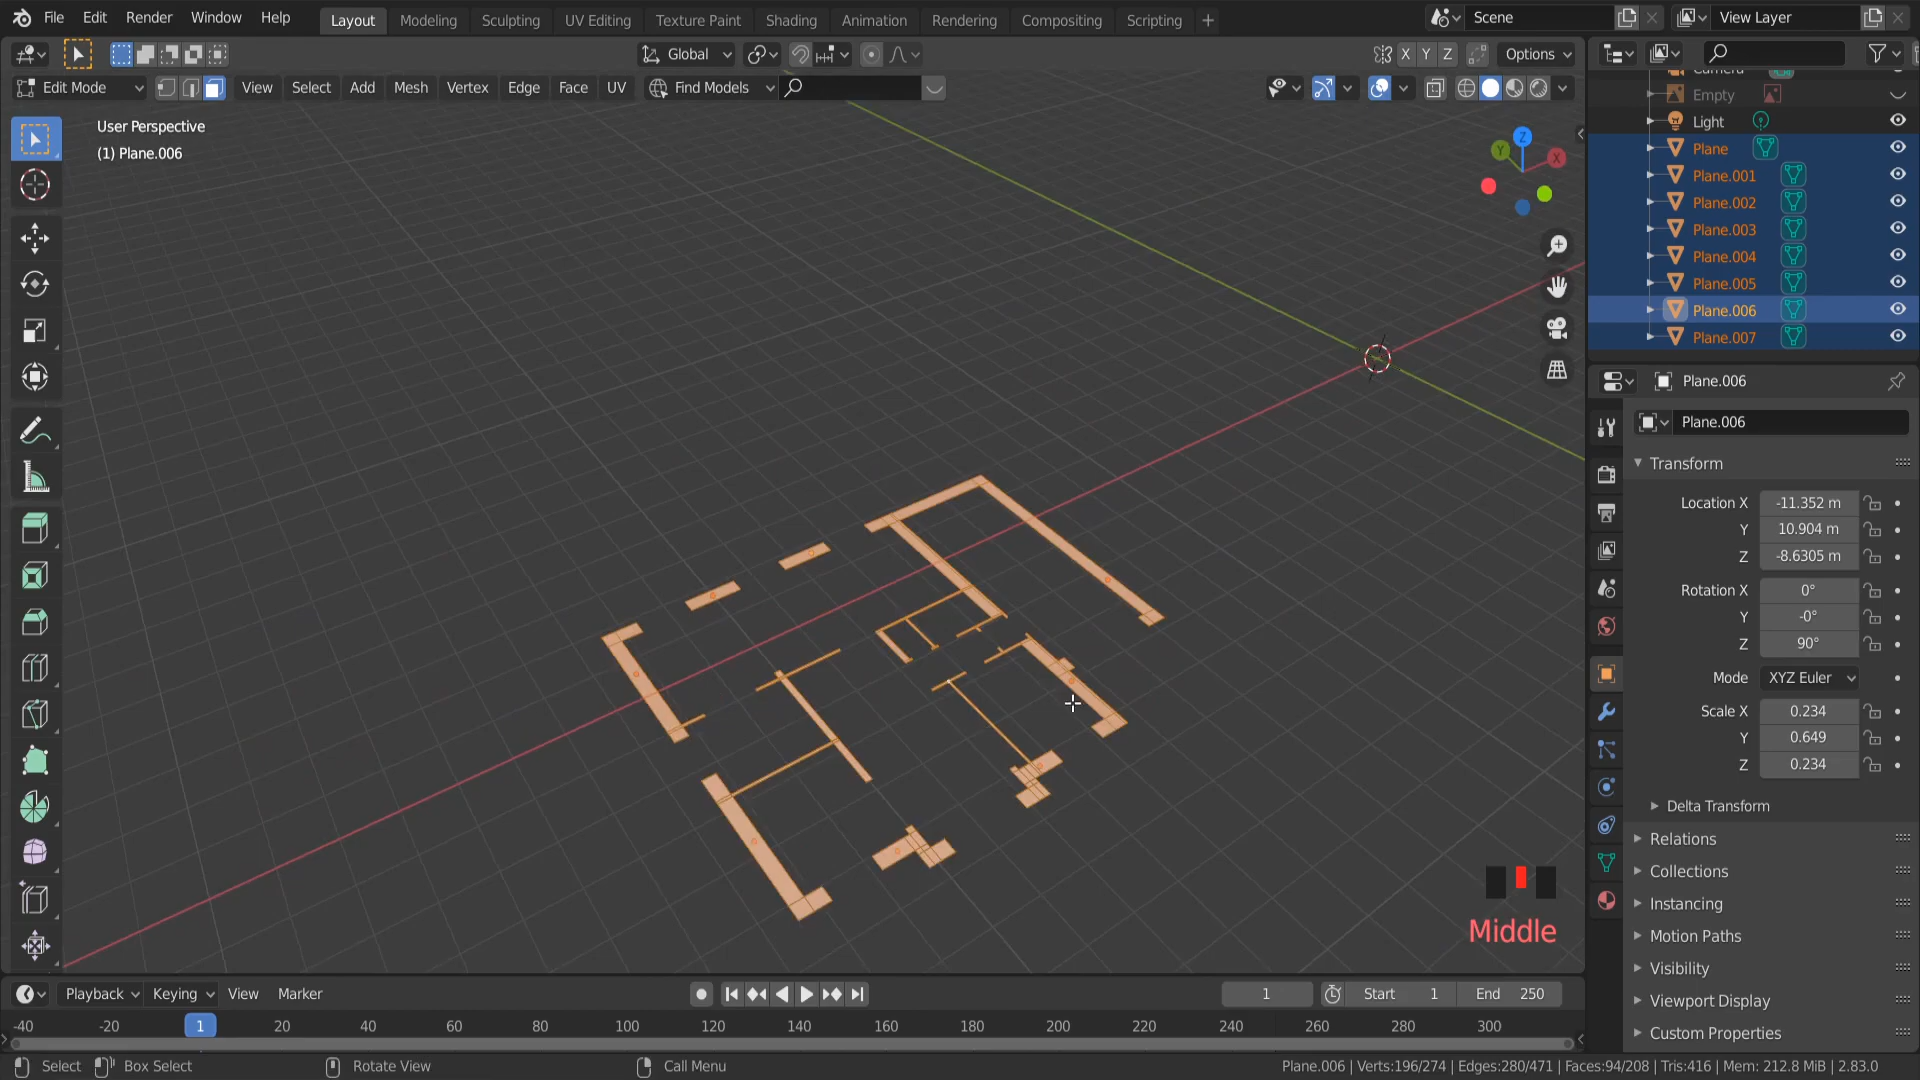 File Edit Render Window Help Layout Modeling Sculpting UV Editing Texture Paint Shading Animation Rendering Compositing Scripting + Scene View Layer
Global X Y Z Options
Edit Mode View Select Add Mesh Vertex Edge Face UV Find Models
User Perspective
(1) Plane.006
Z
Y
X
Empty
Light
Plane
Plane.001
Plane.002
Plane.003
Plane.004
Plane.005
Plane.006
Plane.007
Plane.006
Plane.006
Transform
Location X -11.352 m
Y 10.904 m
Z -8.6305 m
Rotation X 0°
Y -0°
Z 90°
Mode XYZ Euler
Scale X 0.234
Y 0.649
Z 0.234
Delta Transform
Relations
Collections
Instancing
Motion Paths
Visibility
Viewport Display
Custom Properties
Middle
Playback Keying View Marker 1 Start 1 End 250
-40 -20 1 20 40 60 80 100 120 140 160 180 200 220 240 260 280 300
Select Box Select Rotate View Call Menu Plane.006 | Verts:196/274 | Edges:280/471 | Faces:94/208 | Tris:416 | Mem: 212.8 MiB | 2.83.0